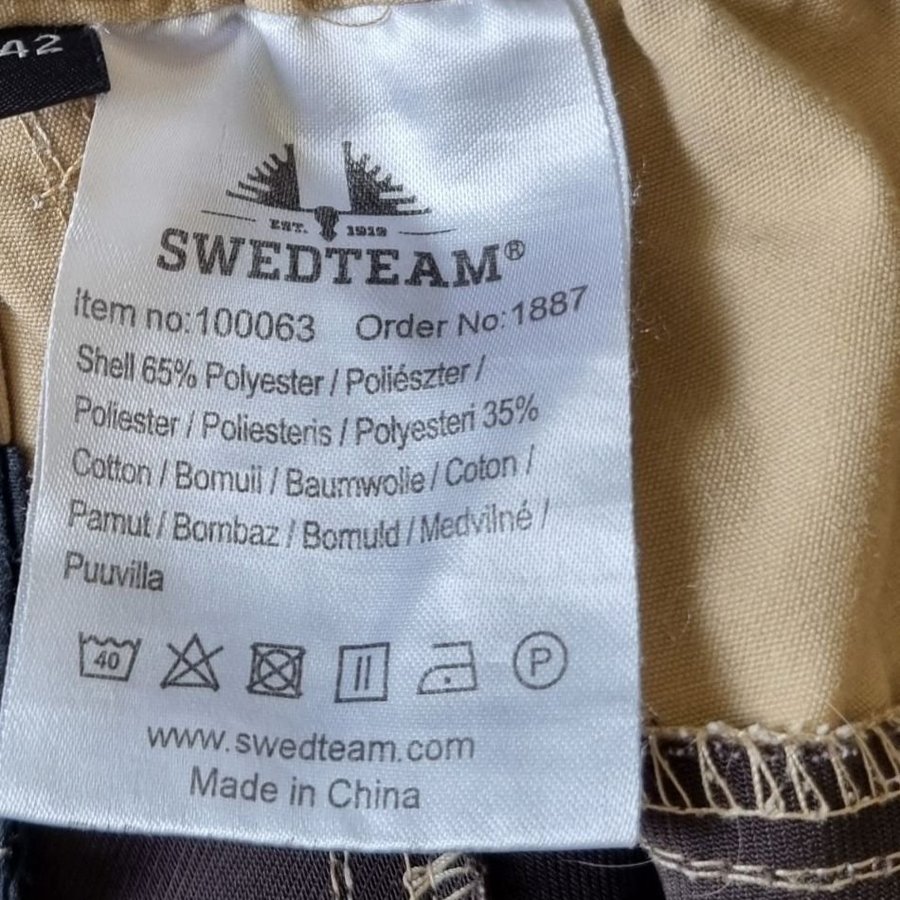 42
EST. 1919
SWEDTEAM®
Item no:100063 Order No:1887
Shell 65% Polyester / Poliészter /
Poliester / Poliesteris / Polyesteri 35%
Cotton / Bomull / Baumwolle / Coton /
Pamut / Bombaz / Bomuld / Medvilné /
Puuvilla
40 P
www.swedteam.com
Made in China